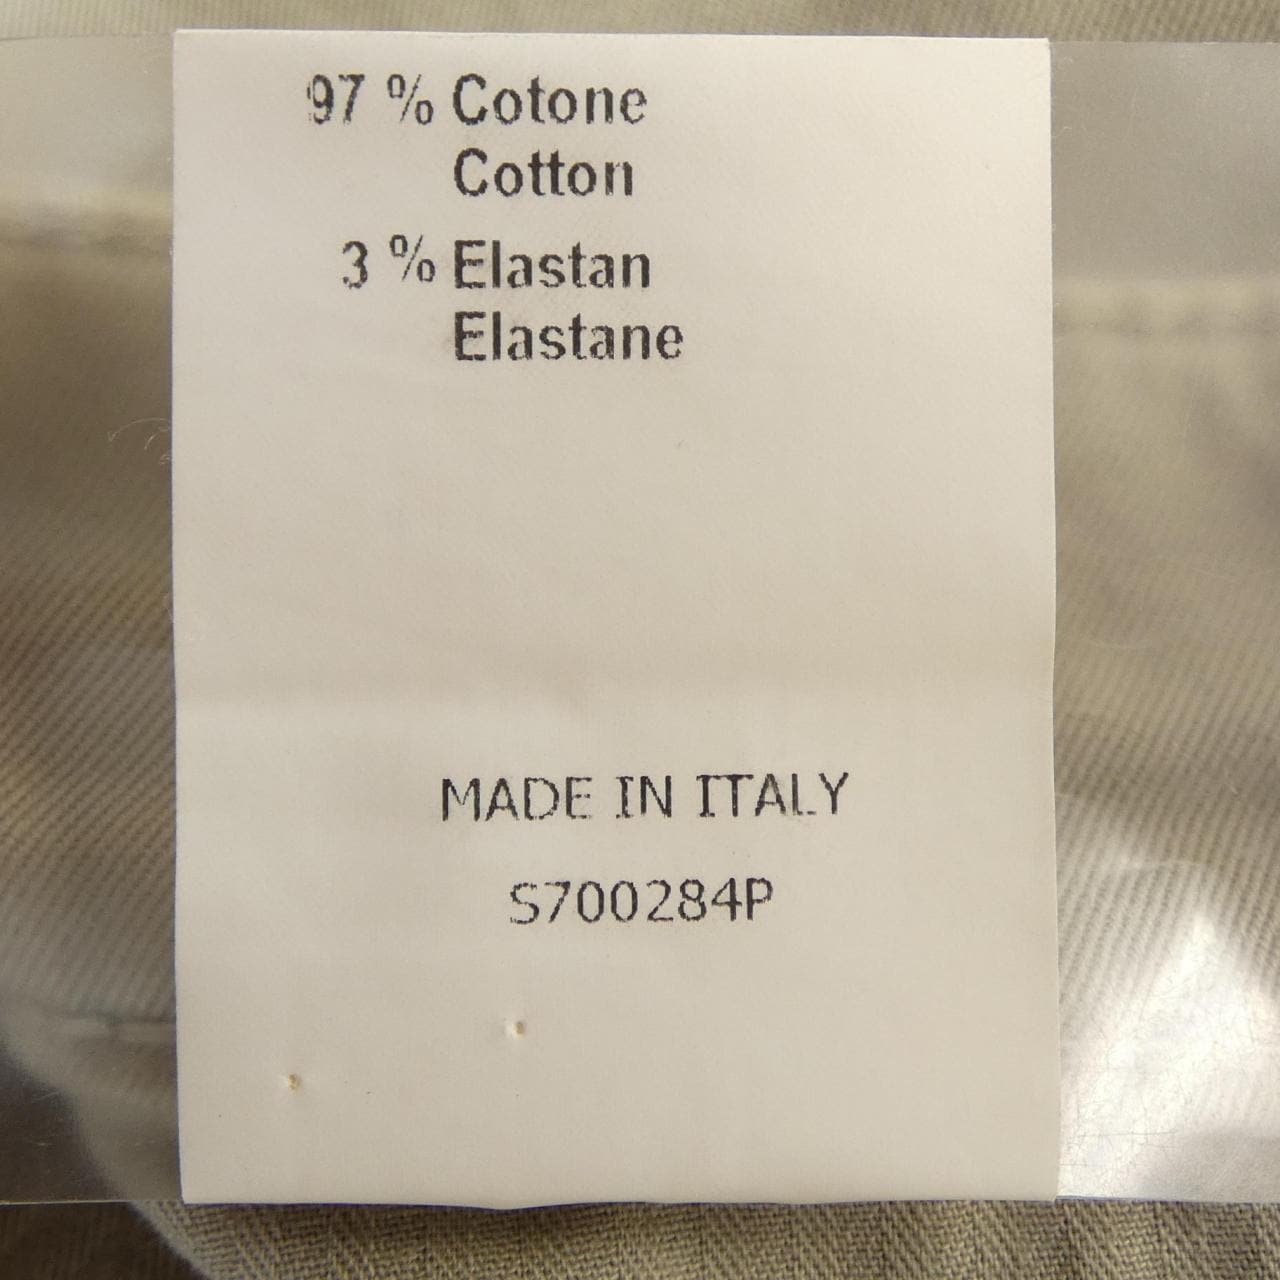 97 % Cotone
Cotton
3 % Elastan
Elastane
MADE IN ITALY
S700284P